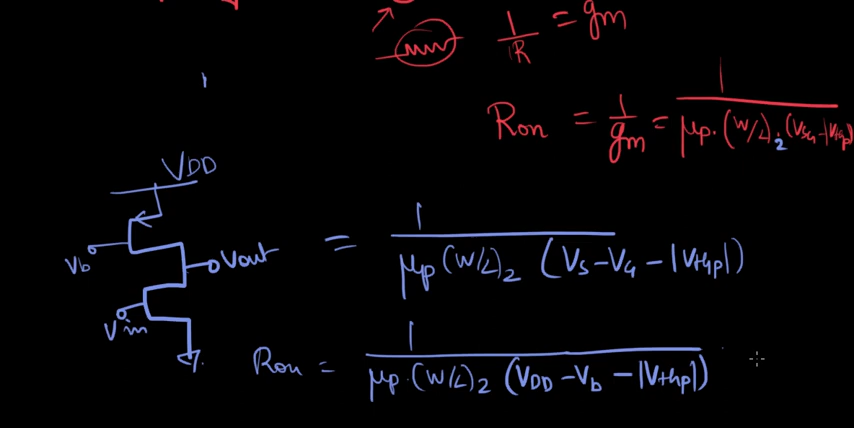 1/R = gm
Ron = 1/gm = 1/(μp.(W/L)2.(VSG-|Vthp|)
VDD
Vb
Vout
Vin
= 1/(μp(W/L)2 (VS-VG-|Vthp|))
Ron = 1/(μp.(W/L)2 (VDD-Vb-|Vthp|))